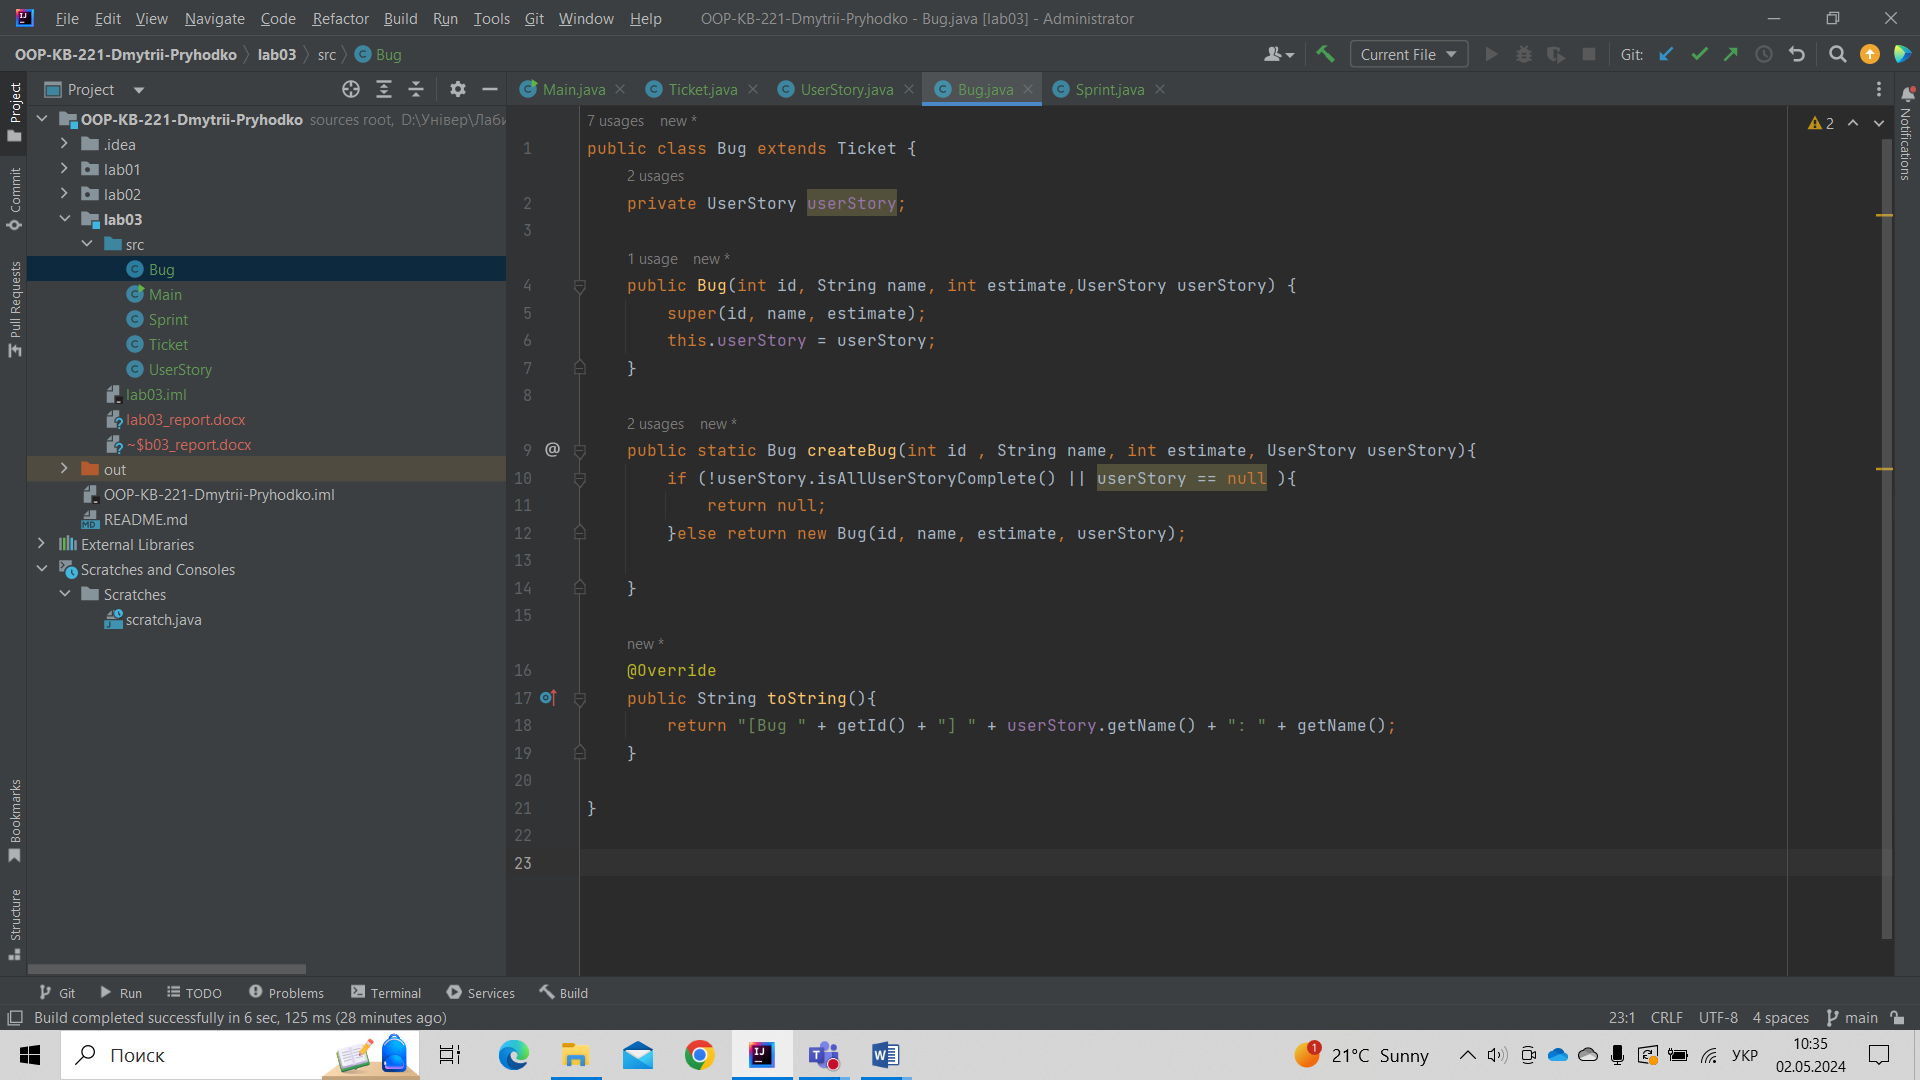 File Edit View Navigate Code Refactor Build Run Tools Git Window Help OOP-KB-221-Dmytrii-Pryhodko - Bug.java [lab03] - Administrator
OOP-KB-221-Dmytrii-Pryhodko lab03 src Bug Current File Git:
Project Main.java Ticket.java UserStory.java Bug.java Sprint.java
Project
Commit
Pull Requests
Bookmarks
Structure
Notifications
OOP-KB-221-Dmytrii-Pryhodko sources root, D:\Універ\Лаби
.idea
lab01
lab02
lab03
src
Bug
Main
Sprint
Ticket
UserStory
lab03.iml
lab03_report.docx
~$b03_report.docx
out
OOP-KB-221-Dmytrii-Pryhodko.iml
README.md
External Libraries
Scratches and Consoles
Scratches
scratch.java
7 usages new *
2
1 public class Bug extends Ticket {
2 usages
2 private UserStory userStory;
3
1 usage new *
4 public Bug(int id, String name, int estimate,UserStory userStory) {
5 super(id, name, estimate);
6 this.userStory = userStory;
7 }
8
2 usages new *
9 @ public static Bug createBug(int id , String name, int estimate, UserStory userStory){
10 if (!userStory.isAllUserStoryComplete() || userStory == null ){
11 return null;
12 }else return new Bug(id, name, estimate, userStory);
13
14 }
15
new *
16 @Override
17 public String toString(){
18 return "[Bug " + getId() + "] " + userStory.getName() + ": " + getName();
19 }
20
21 }
22
23
Git Run TODO Problems Terminal Services Build
Build completed successfully in 6 sec, 125 ms (28 minutes ago) 23:1 CRLF UTF-8 4 spaces main
Поиск 1 21°C Sunny УКР 10:35
02.05.2024